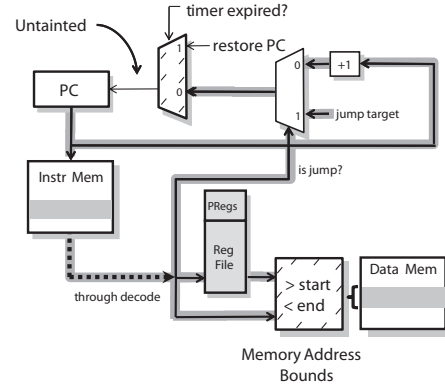 timer expired?
Untainted
1
restore PC
0
+1
PC
0
1
jump target
Instr Mem
is jump?
PRegs
Reg
File
through decode
> start
< end
Data Mem
Memory Address
Bounds